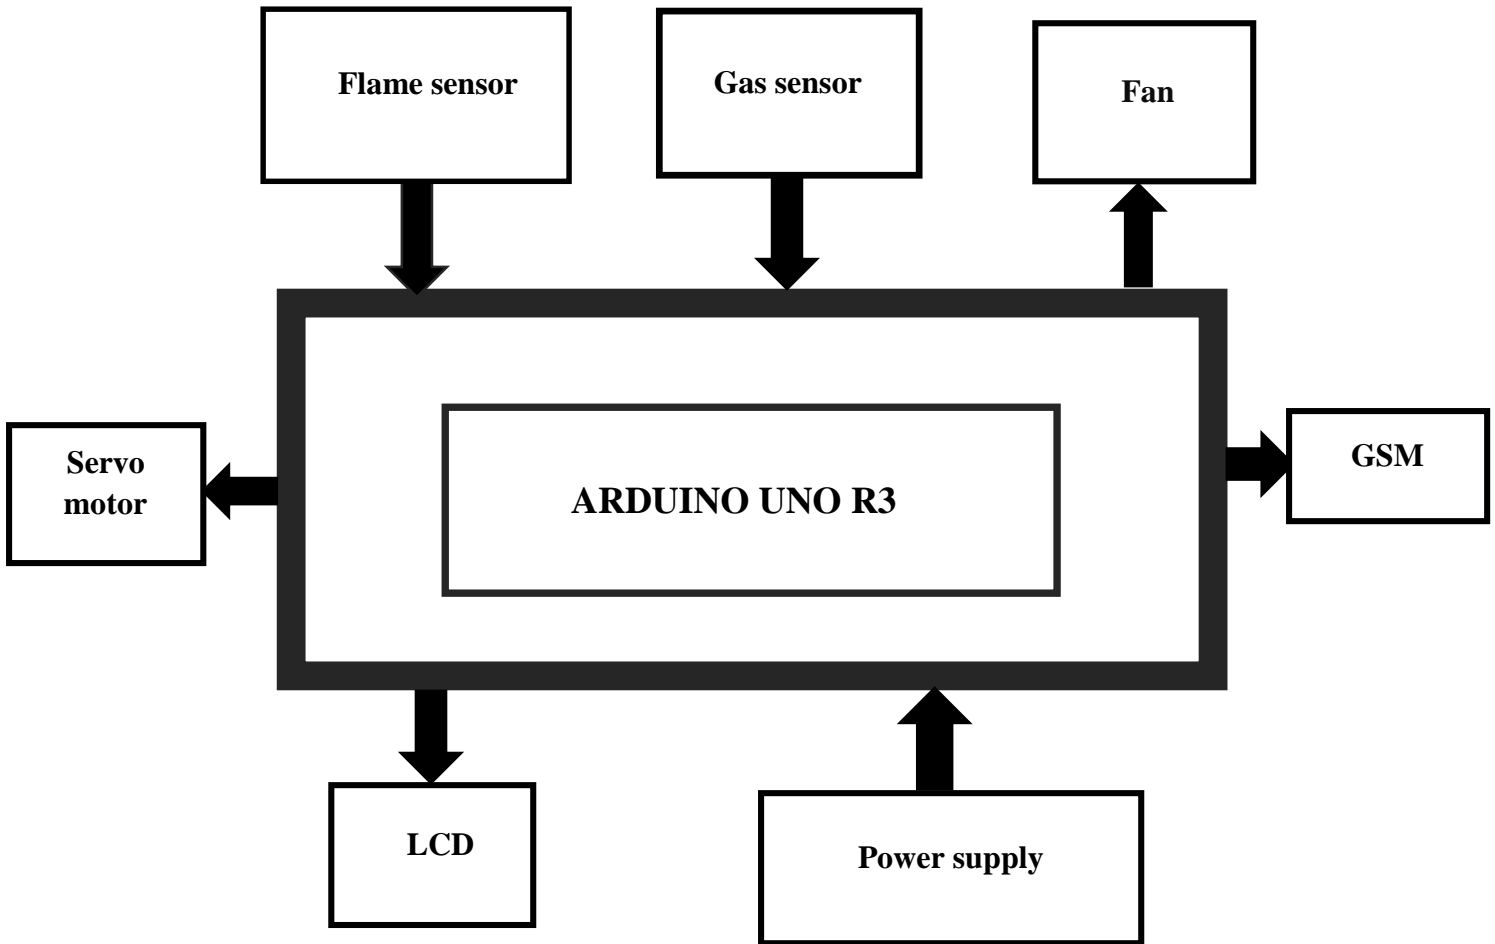 Flame sensor
Gas sensor
Fan
Servo
motor
GSM
ARDUINO UNO R3
LCD
Power supply